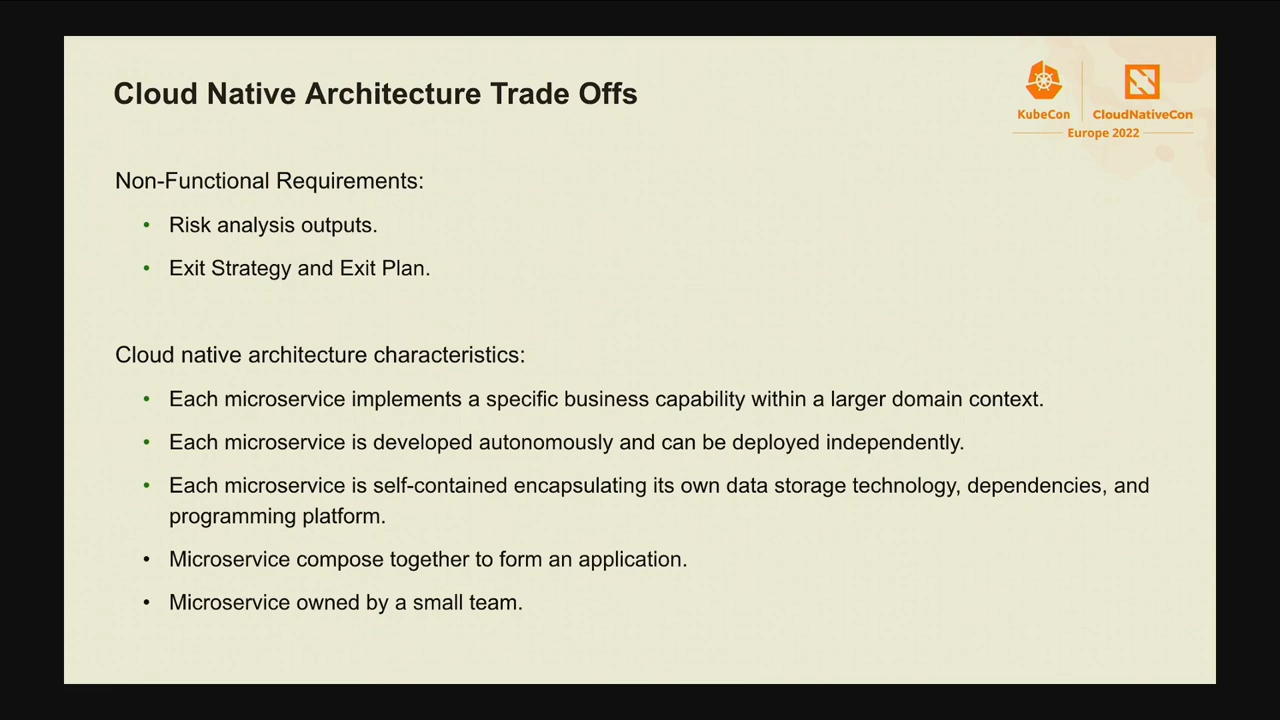 Cloud Native Architecture Trade Offs
KubeCon
CloudNativeCon
Europe 2022
Non-Functional Requirements:
• Risk analysis outputs.
• Exit Strategy and Exit Plan.
Cloud native architecture characteristics:
• Each microservice implements a specific business capability within a larger domain context.
• Each microservice is developed autonomously and can be deployed independently.
• Each microservice is self-contained encapsulating its own data storage technology, dependencies, and
programming platform.
• Microservice compose together to form an application.
• Microservice owned by a small team.